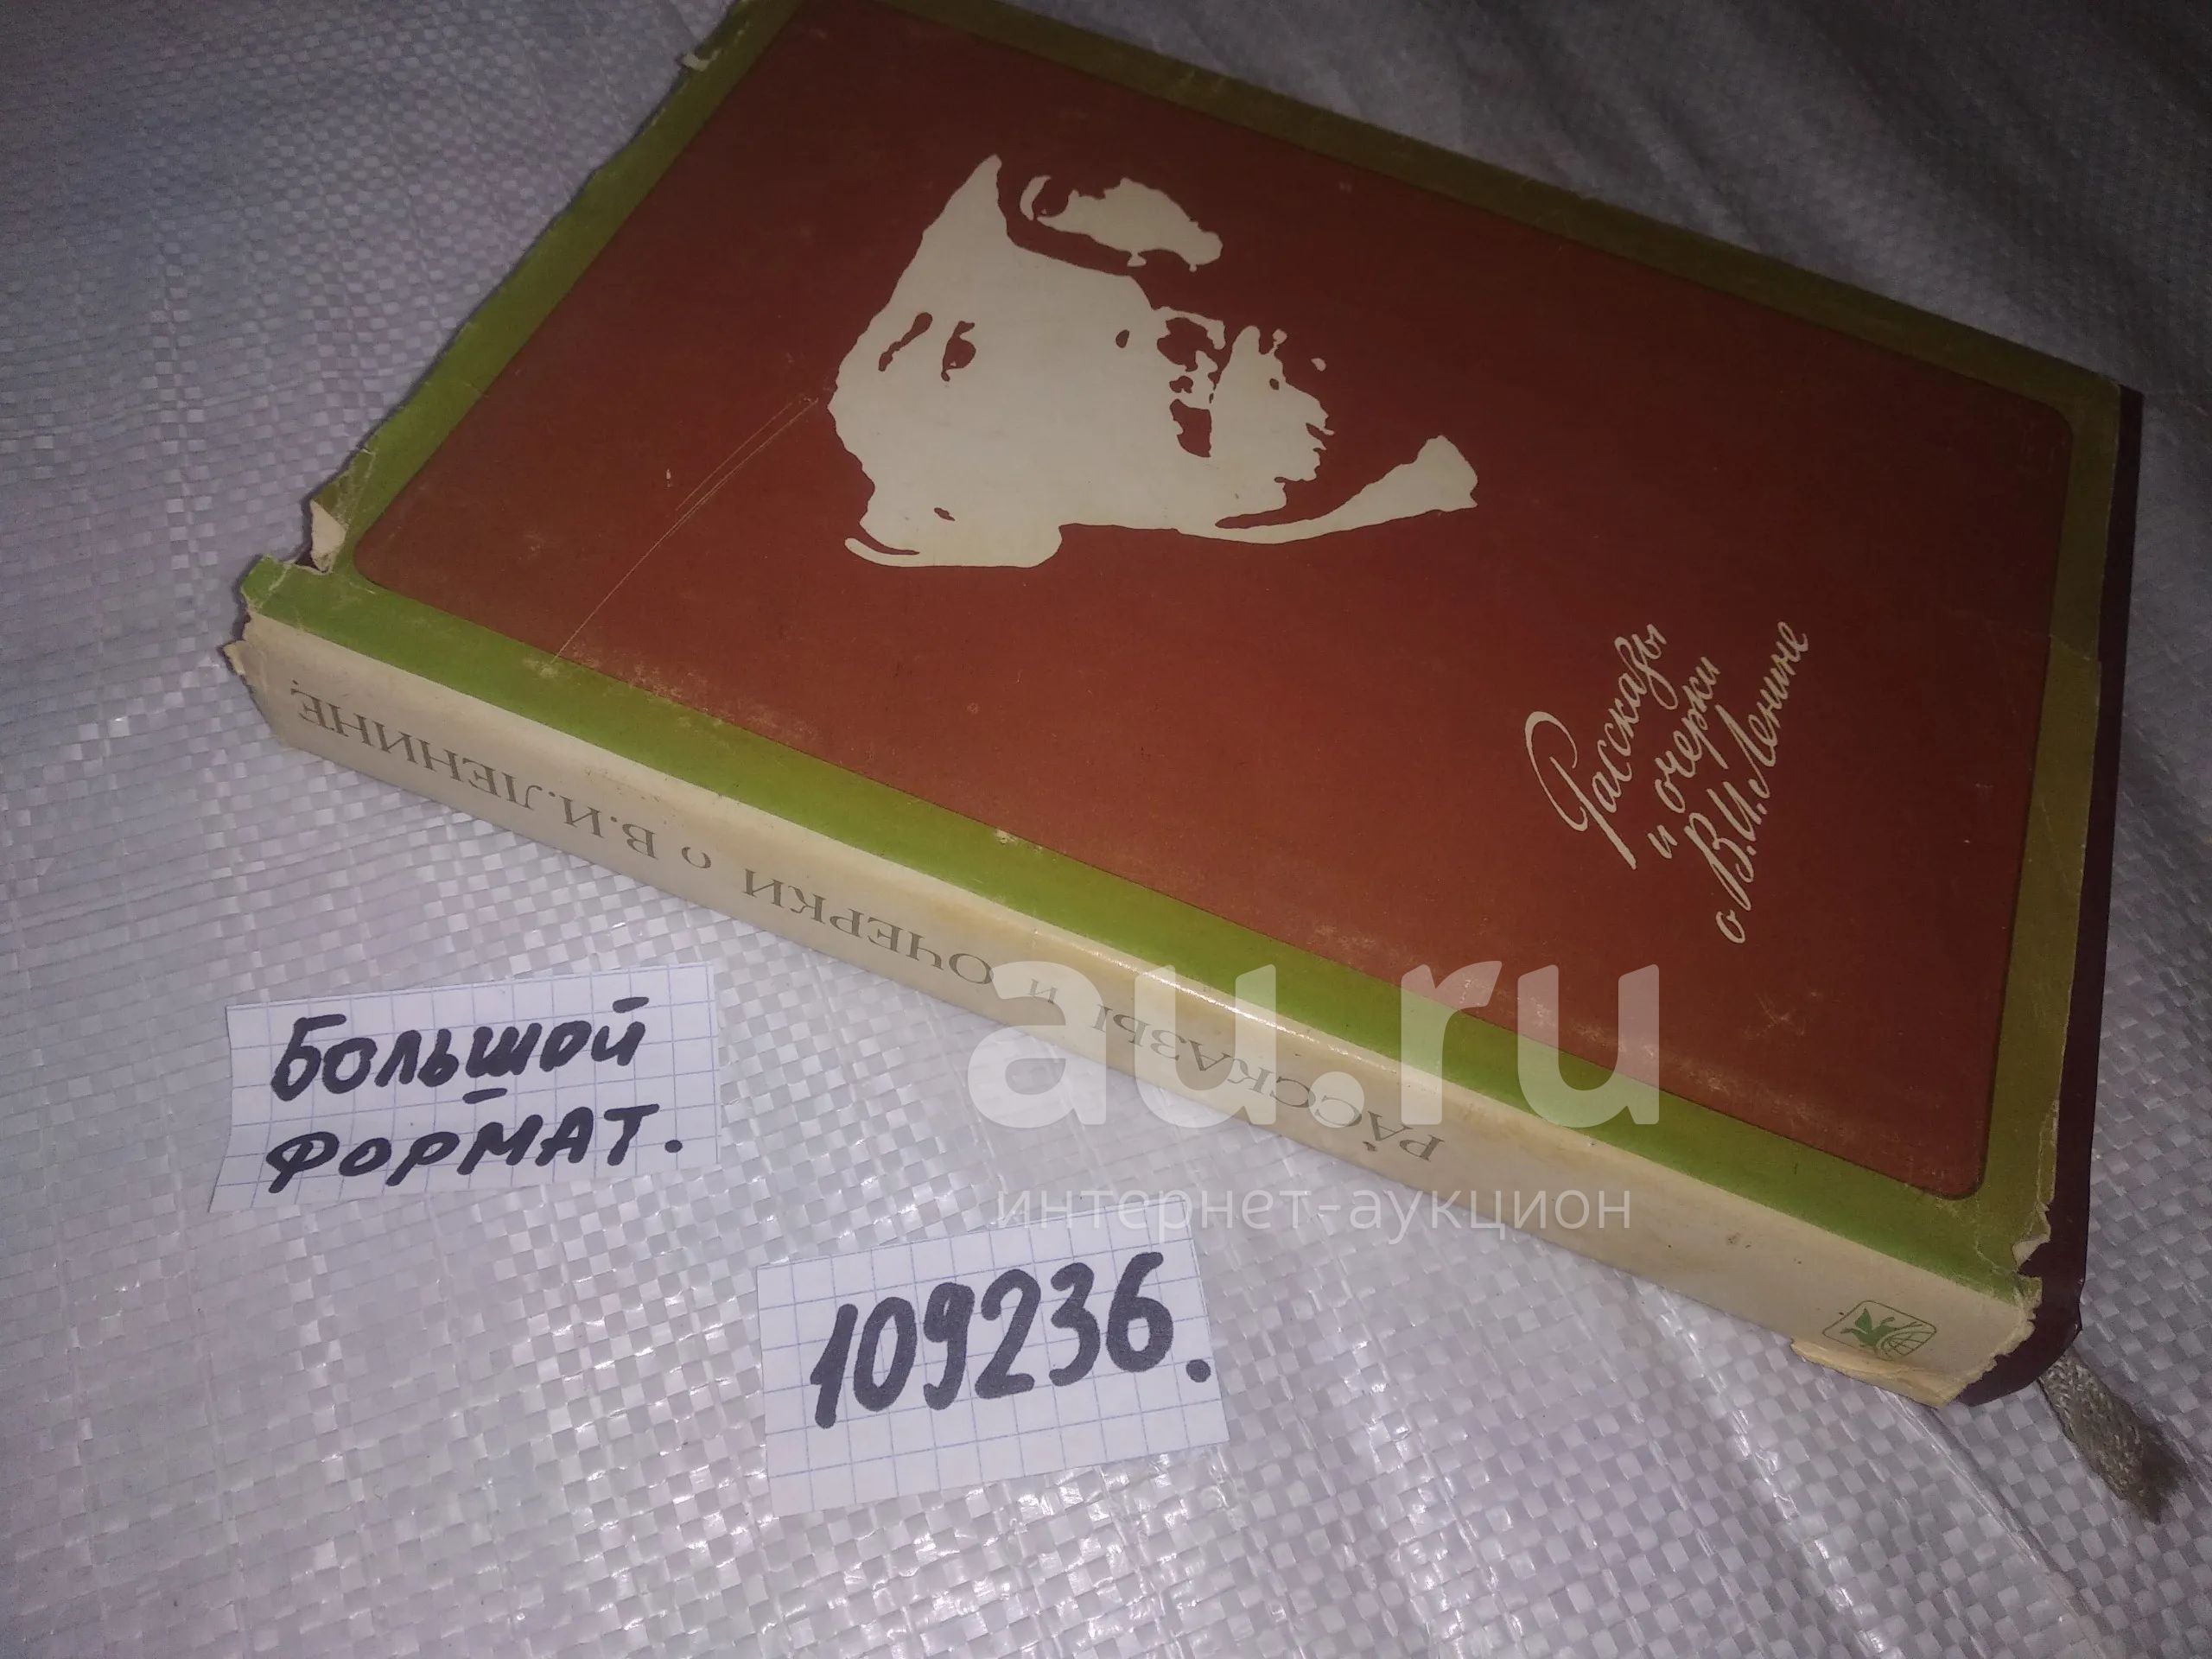 Рассказы
и очерки
о В.И.Ленине
РАССКАЗЫ и ОЧЕРКИ о В.И.ЛЕНИНЕ
au.ru
интернет-аукцион
БОЛЬШОЙ
ФОРМАТ.
109236.